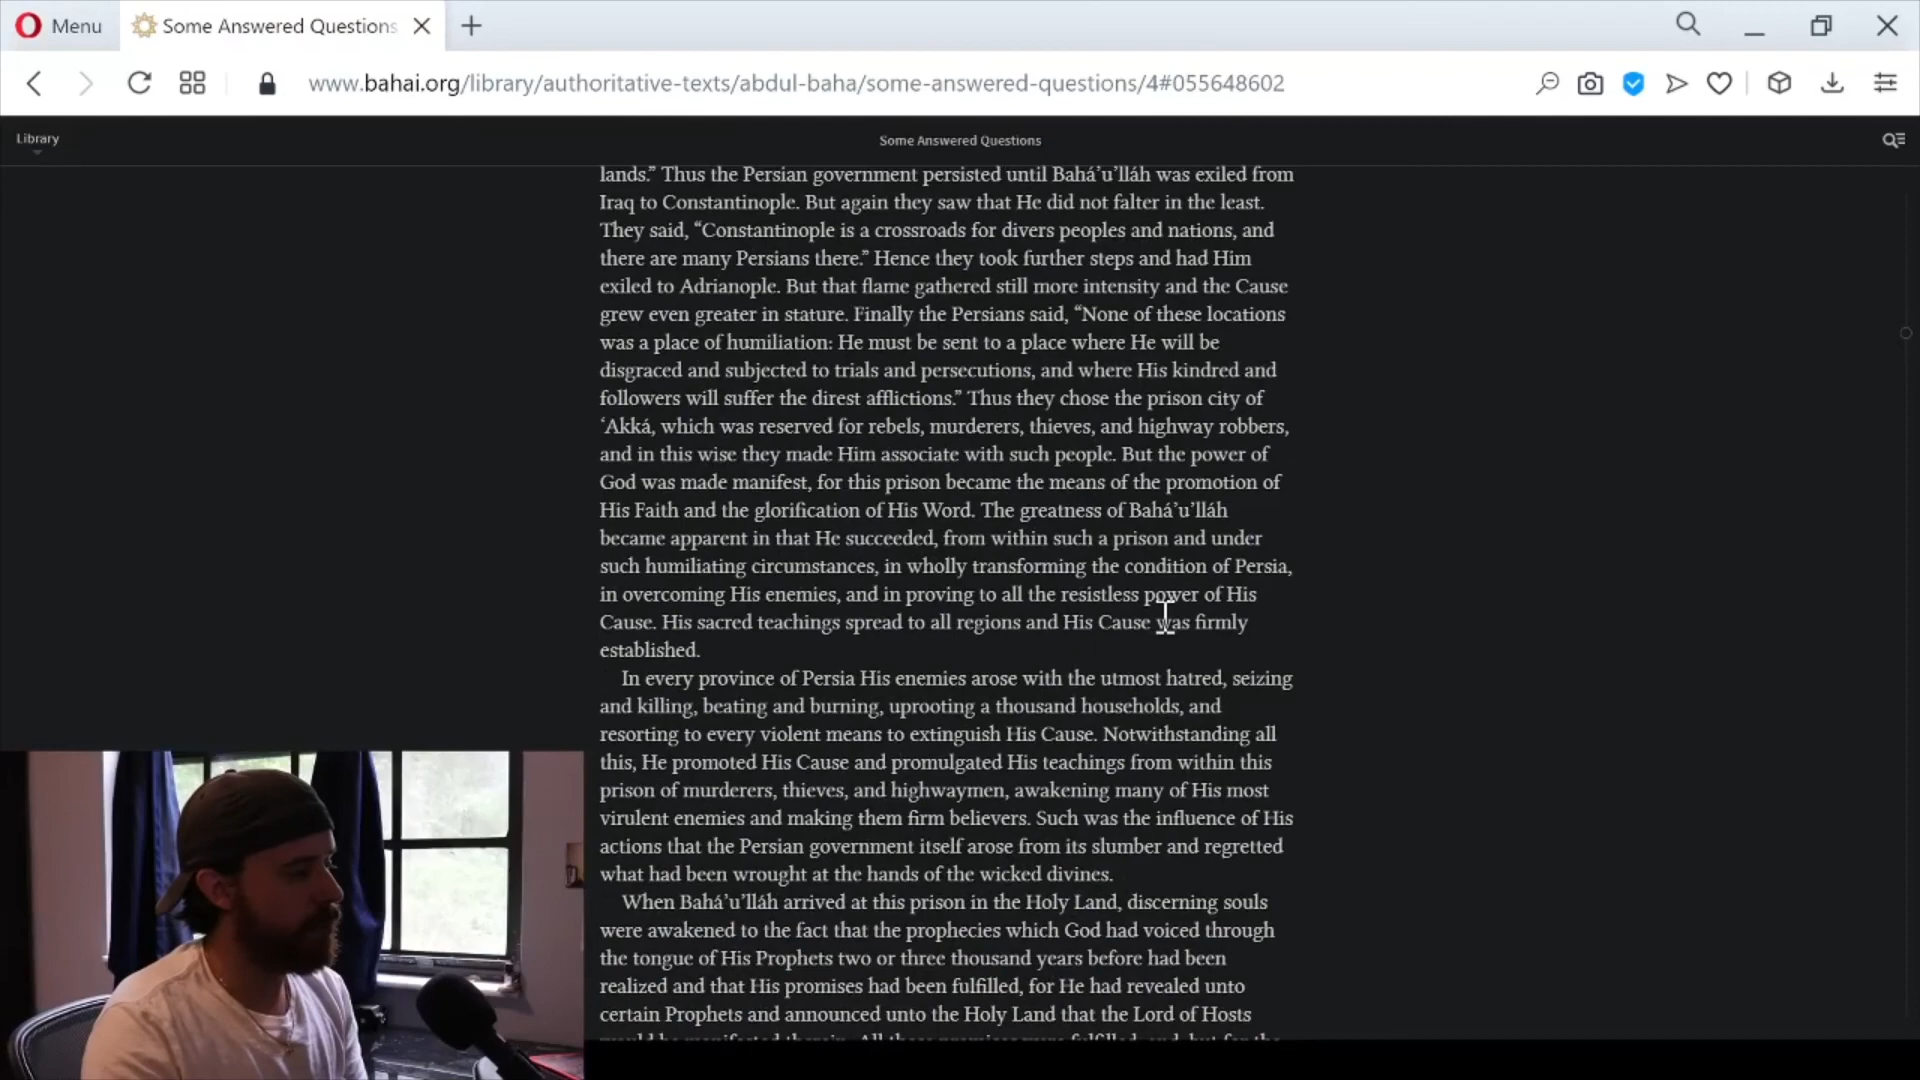 Menu
Some Answered Questions
www.bahai.org/library/authoritative-texts/abdul-baha/some-answered-questions/4#055648602
Library
Some Answered Questions
lands.” Thus the Persian government persisted until Bahá’u’lláh was exiled from
Iraq to Constantinople. But again they saw that He did not falter in the least.
They said, “Constantinople is a crossroads for divers peoples and nations, and
there are many Persians there.” Hence they took further steps and had Him
exiled to Adrianople. But that flame gathered still more intensity and the Cause
grew even greater in stature. Finally the Persians said, “None of these locations
was a place of humiliation: He must be sent to a place where He will be
disgraced and subjected to trials and persecutions, and where His kindred and
followers will suffer the direst afflictions.” Thus they chose the prison city of
‘Akká, which was reserved for rebels, murderers, thieves, and highway robbers,
and in this wise they made Him associate with such people. But the power of
God was made manifest, for this prison became the means of the promotion of
His Faith and the glorification of His Word. The greatness of Bahá’u’lláh
became apparent in that He succeeded, from within such a prison and under
such humiliating circumstances, in wholly transforming the condition of Persia,
in overcoming His enemies, and in proving to all the resistless power of His
Cause. His sacred teachings spread to all regions and His Cause was firmly
established.
In every province of Persia His enemies arose with the utmost hatred, seizing
and killing, beating and burning, uprooting a thousand households, and
resorting to every violent means to extinguish His Cause. Notwithstanding all
this, He promoted His Cause and promulgated His teachings from within this
prison of murderers, thieves, and highwaymen, awakening many of His most
virulent enemies and making them firm believers. Such was the influence of His
actions that the Persian government itself arose from its slumber and regretted
what had been wrought at the hands of the wicked divines.
When Bahá’u’lláh arrived at this prison in the Holy Land, discerning souls
were awakened to the fact that the prophecies which God had voiced through
the tongue of His Prophets two or three thousand years before had been
realized and that His promises had been fulfilled, for He had revealed unto
certain Prophets and announced unto the Holy Land that the Lord of Hosts